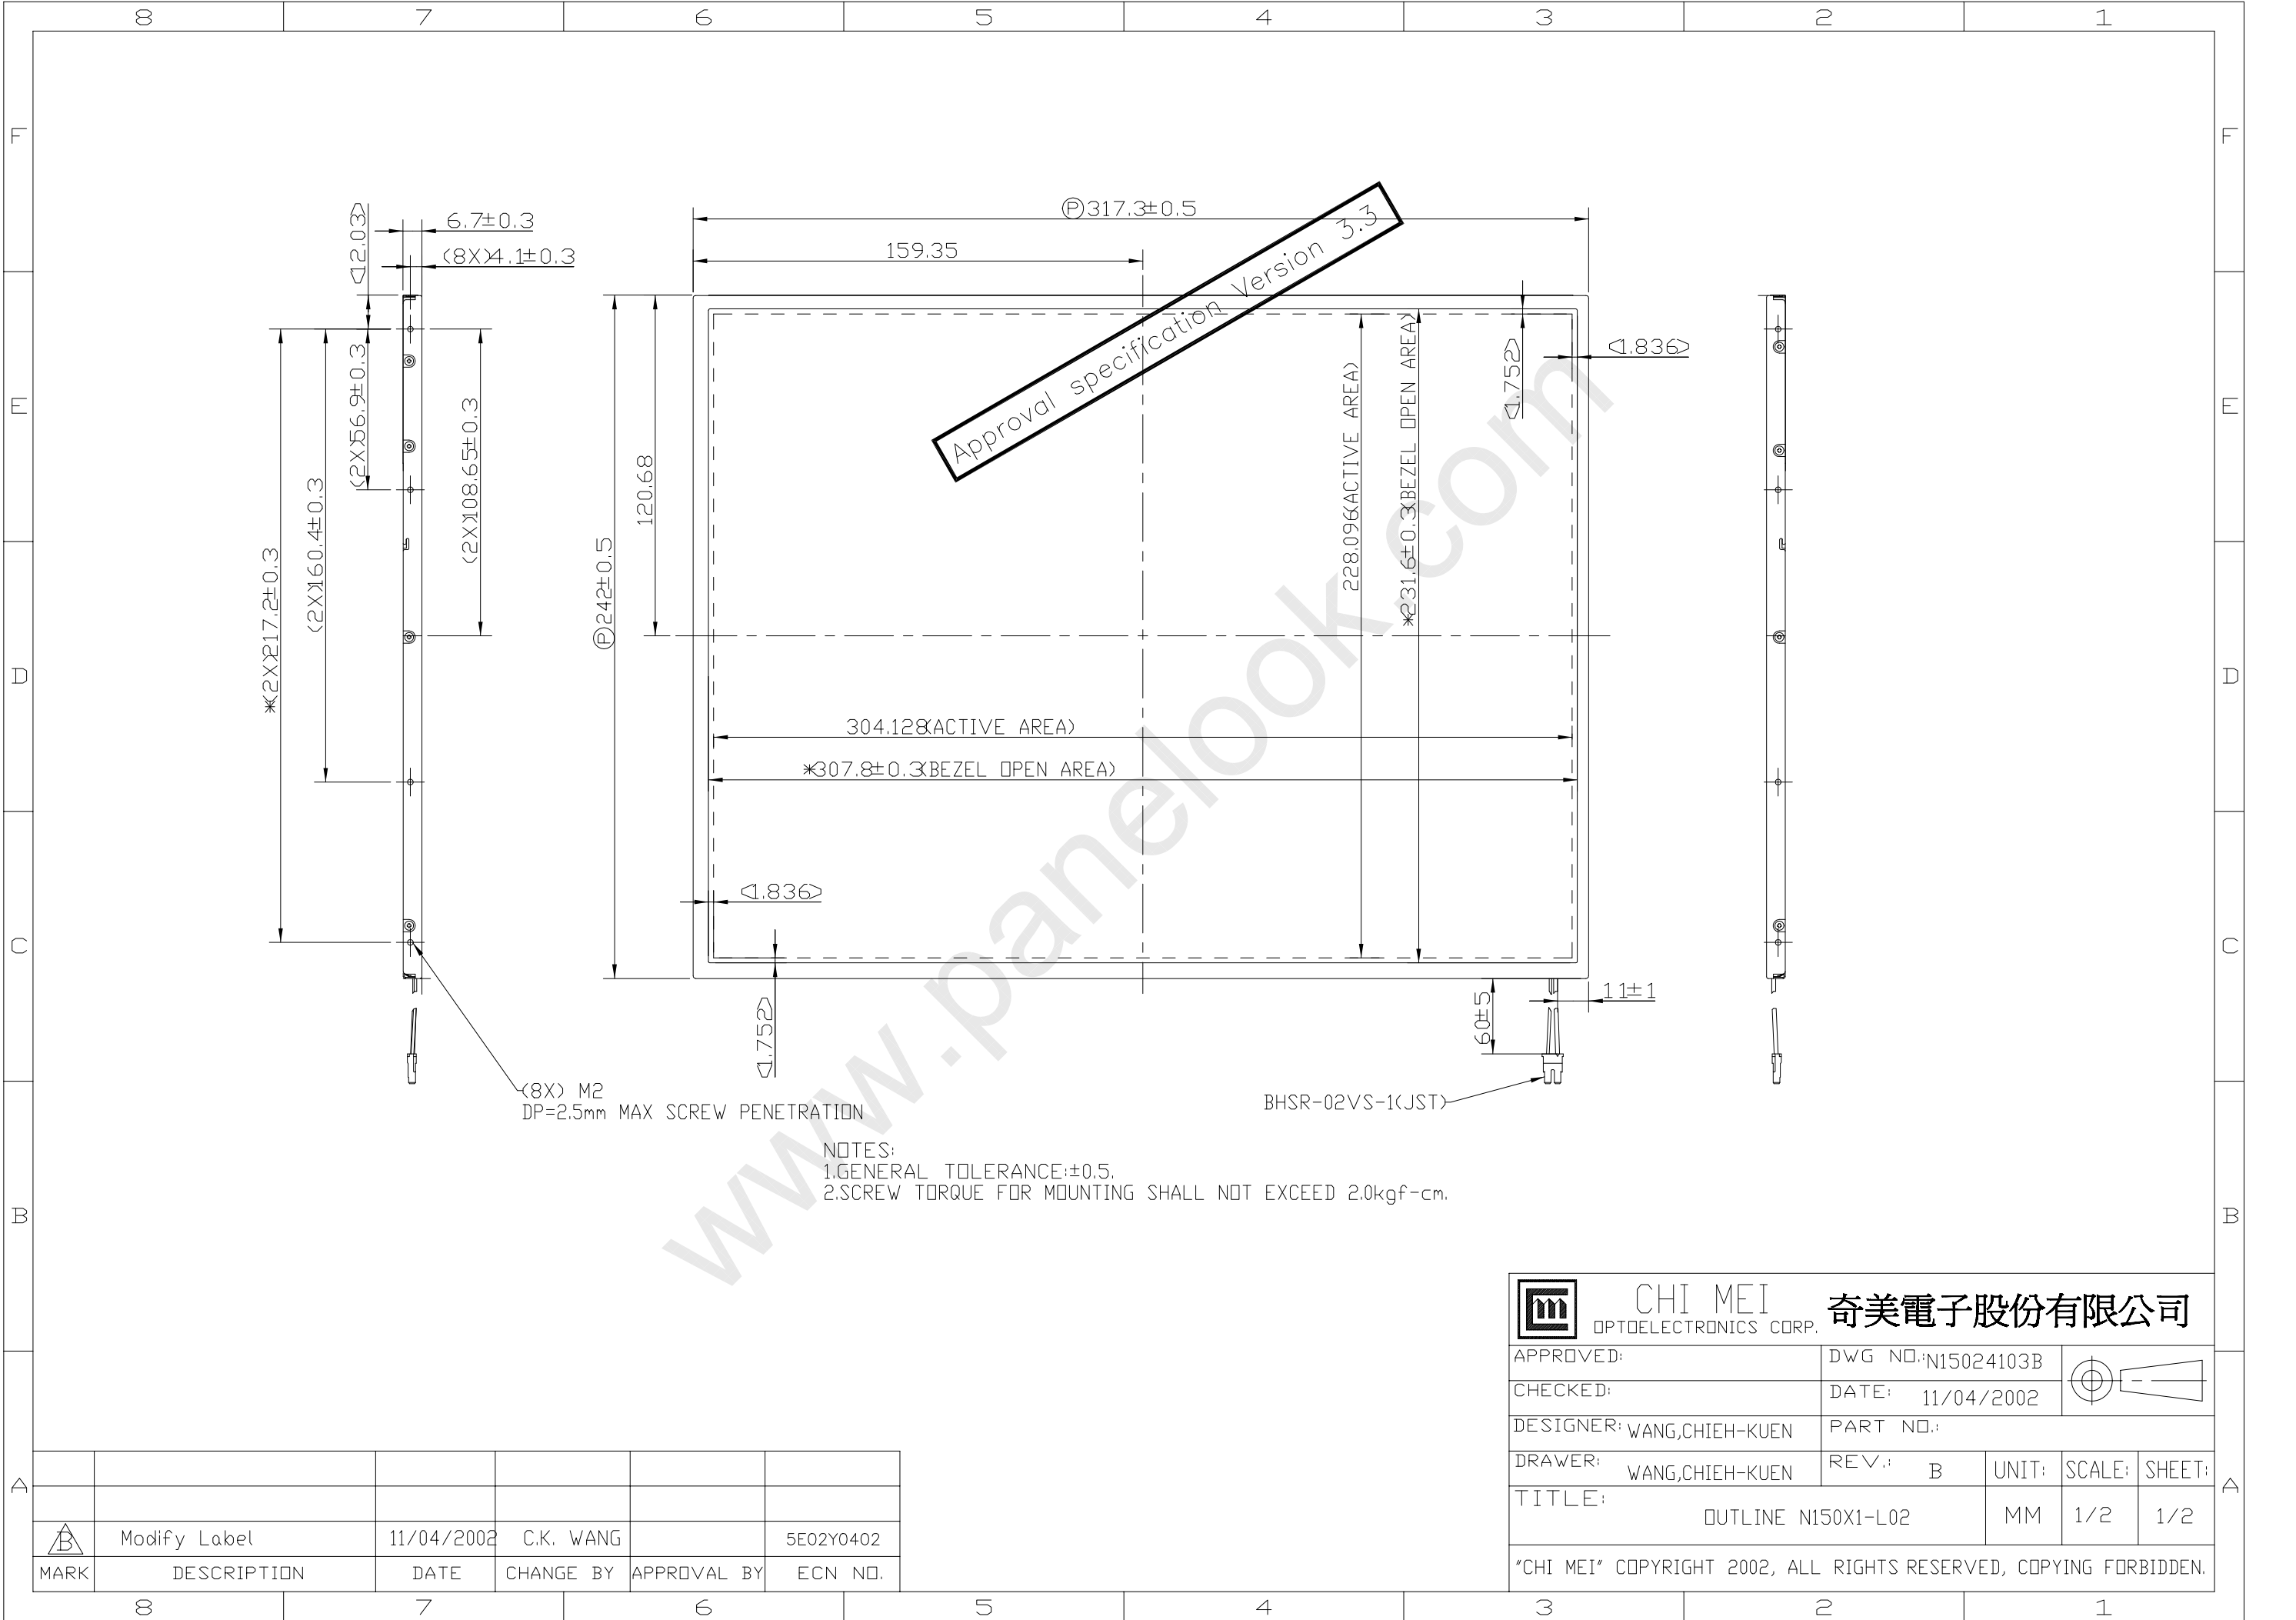 8 7 6 5 4 3 2 1
F F
E E
D D
C C
B B
A A
<12.03>
6.7±0.3
(8X)4.1±0.3
(2X)56.9±0.3
(2X)108.65±0.3
(2X)160.4±0.3
*(2X)217.2±0.3
Ⓟ317.3±0.5
159.35
Ⓟ242±0.5
120.68
Approval specification Version 3.3
228.096(ACTIVE AREA)
*231.6±0.3(BEZEL OPEN AREA)
<1.752>
<1.836>
304.128(ACTIVE AREA)
*307.8±0.3(BEZEL OPEN AREA)
<1.836>
<1.752>
60±5
11±1
(8X) M2
DP=2.5mm MAX SCREW PENETRATION
BHSR-02VS-1(JST)
NOTES:
1.GENERAL TOLERANCE:±0.5.
2.SCREW TORQUE FOR MOUNTING SHALL NOT EXCEED 2.0kgf-cm.
www.panelook.com
CHI MEI
OPTOELECTRONICS CORP.
奇美電子股份有限公司
APPROVED:
DWG NO.:N15024103B
CHECKED:
DATE: 11/04/2002
DESIGNER: WANG,CHIEH-KUEN
PART NO.:
DRAWER: WANG,CHIEH-KUEN
REV.: B
UNIT: SCALE: SHEET:
TITLE:
OUTLINE N150X1-L02
MM 1/2 1/2
"CHI MEI" COPYRIGHT 2002, ALL RIGHTS RESERVED, COPYING FORBIDDEN.
B Modify Label 11/04/2002 C.K. WANG 5E02Y0402
MARK DESCRIPTION DATE CHANGE BY APPROVAL BY ECN NO.
8 7 6 5 4 3 2 1